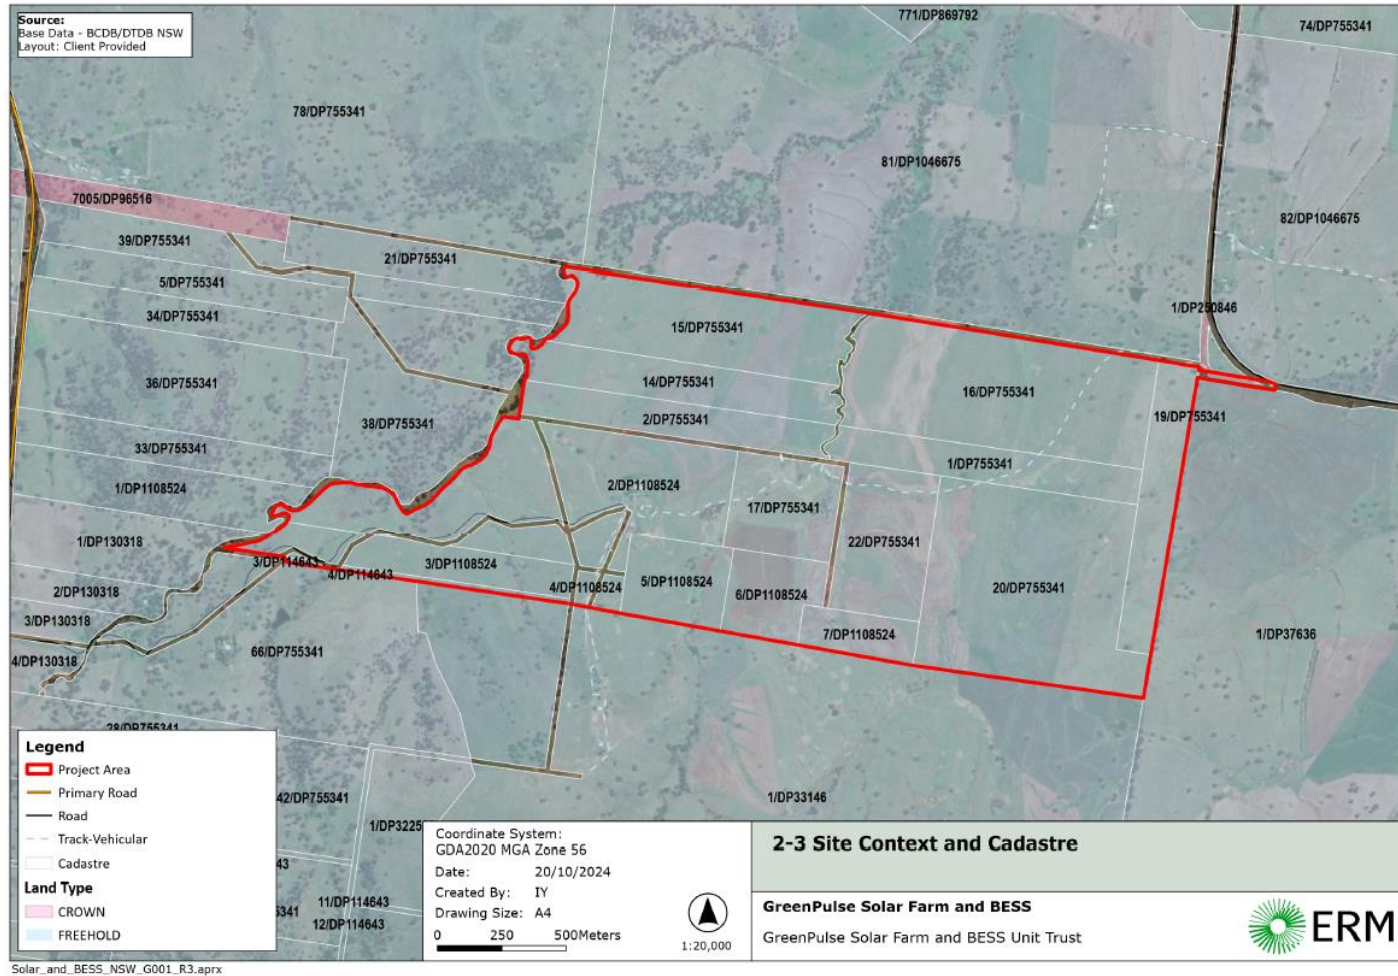 Source:
Base Data - BCDB/DTDB NSW
Layout: Client Provided
771/DP869792
74/DP755341
78/DP755341
81/DP1046675
7005/DP96516
82/DP1046675
39/DP755341
21/DP755341
5/DP755341
1/DP250846
34/DP755341
15/DP755341
36/DP755341
14/DP755341
16/DP755341
38/DP755341
2/DP755341
19/DP755341
33/DP755341
1/DP755341
1/DP1108524
2/DP1108524
17/DP755341
1/DP130318
22/DP755341
3/DP114643
4/DP114643
3/DP1108524
2/DP130318
4/DP1108524
5/DP1108524
6/DP1108524
20/DP755341
3/DP130318
7/DP1108524
1/DP37636
66/DP755341
4/DP130318
28/DP755341
Legend
Project Area
Primary Road
Road
Track-Vehicular
Cadastre
Land Type
CROWN
FREEHOLD
42/DP755341
1/DP33146
1/DP3225
43
5341
11/DP114643
12/DP114643
Coordinate System:
GDA2020 MGA Zone 56
Date: 20/10/2024
Created By: IY
Drawing Size: A4
0 250 500Meters
1:20,000
2-3 Site Context and Cadastre
GreenPulse Solar Farm and BESS
GreenPulse Solar Farm and BESS Unit Trust
ERM
Solar_and_BESS_NSW_G001_R3.aprx